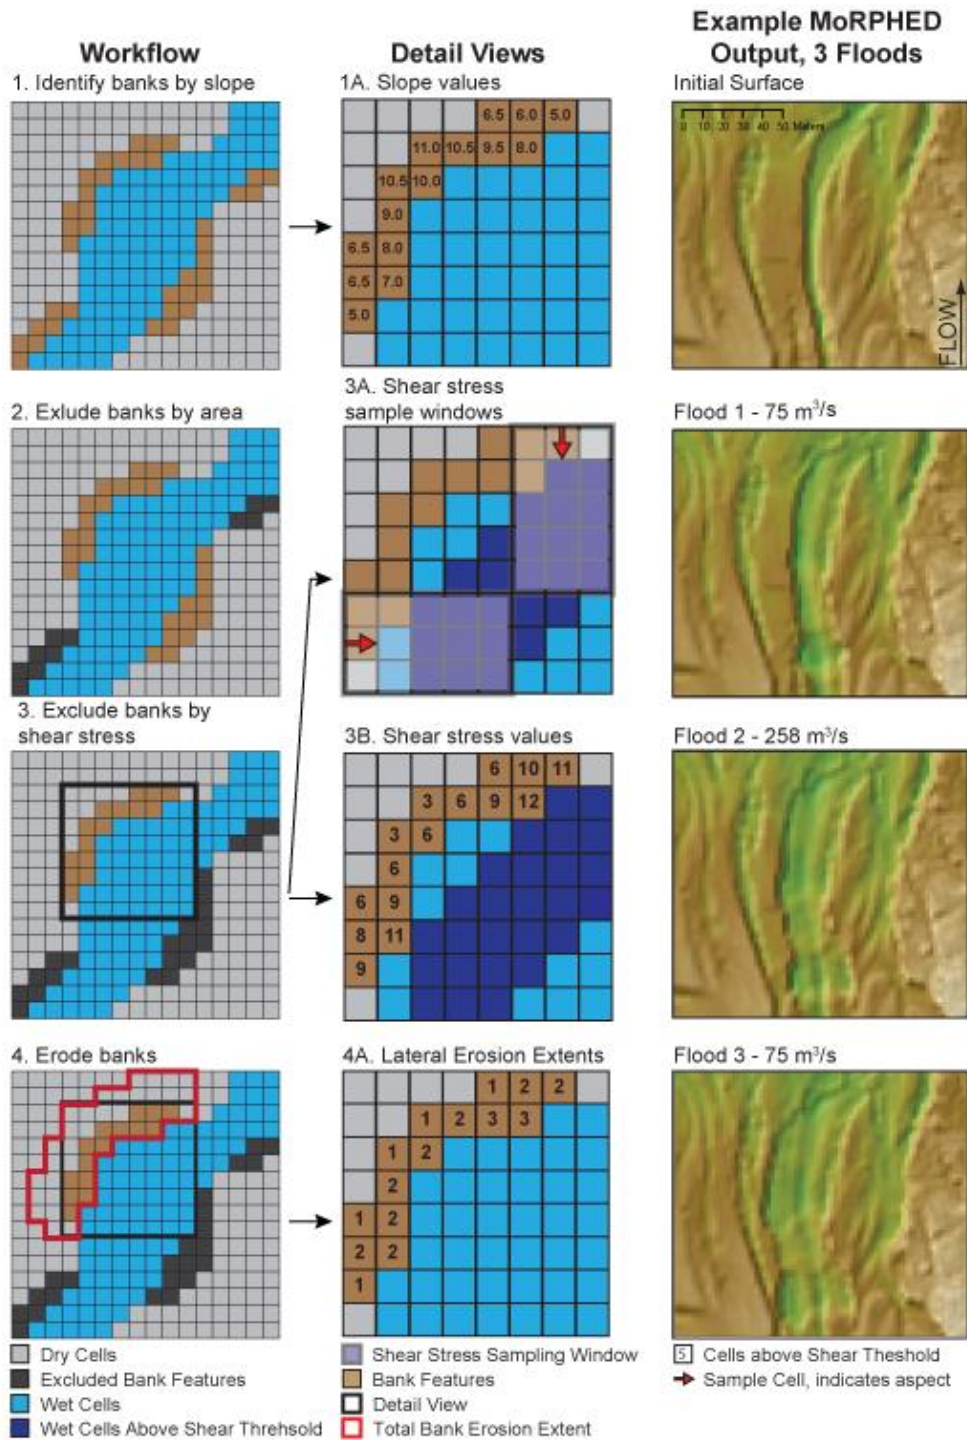 Workflow
Detail Views
Example MoRPHED
Output, 3 Floods
1. Identify banks by slope
1A. Slope values
Initial Surface
6.5 6.0 5.0
11.0 10.5 9.5 8.0
10.5 10.0
9.0
6.5 8.0
6.5 7.0
5.0
0 10 20 30 40 50 Meters
FLOW
2. Exlude banks by area
3A. Shear stress
sample windows
Flood 1 - 75 m³/s
3. Exclude banks by
shear stress
3B. Shear stress values
Flood 2 - 258 m³/s
6 10 11
3 6 9 12
3 6
6
6 9
8 11
9
4. Erode banks
4A. Lateral Erosion Extents
Flood 3 - 75 m³/s
1 2 2
1 2 3 3
1 2
2
1 2
2 2
1
Dry Cells
Excluded Bank Features
Wet Cells
Wet Cells Above Shear Threhsold
Shear Stress Sampling Window
Bank Features
Detail View
Total Bank Erosion Extent
5 Cells above Shear Theshold
Sample Cell, indicates aspect